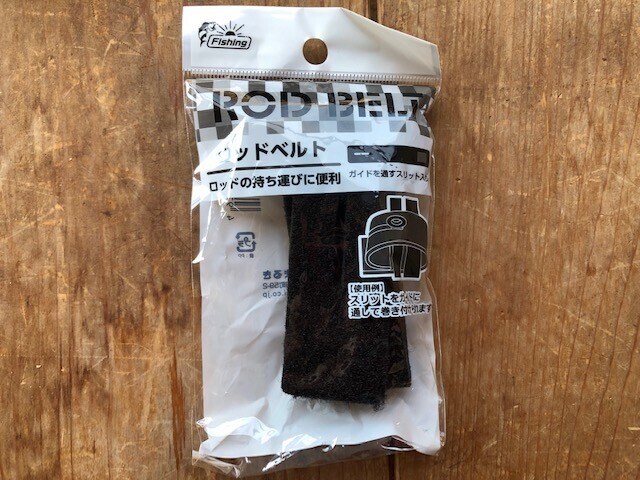 Fishing
ROD BELT
ロッドベルト
ロッドの持ち運びに便利
ガイドを通すスリット入
【使用例】
スリットをガイドに
通して巻き付けれます